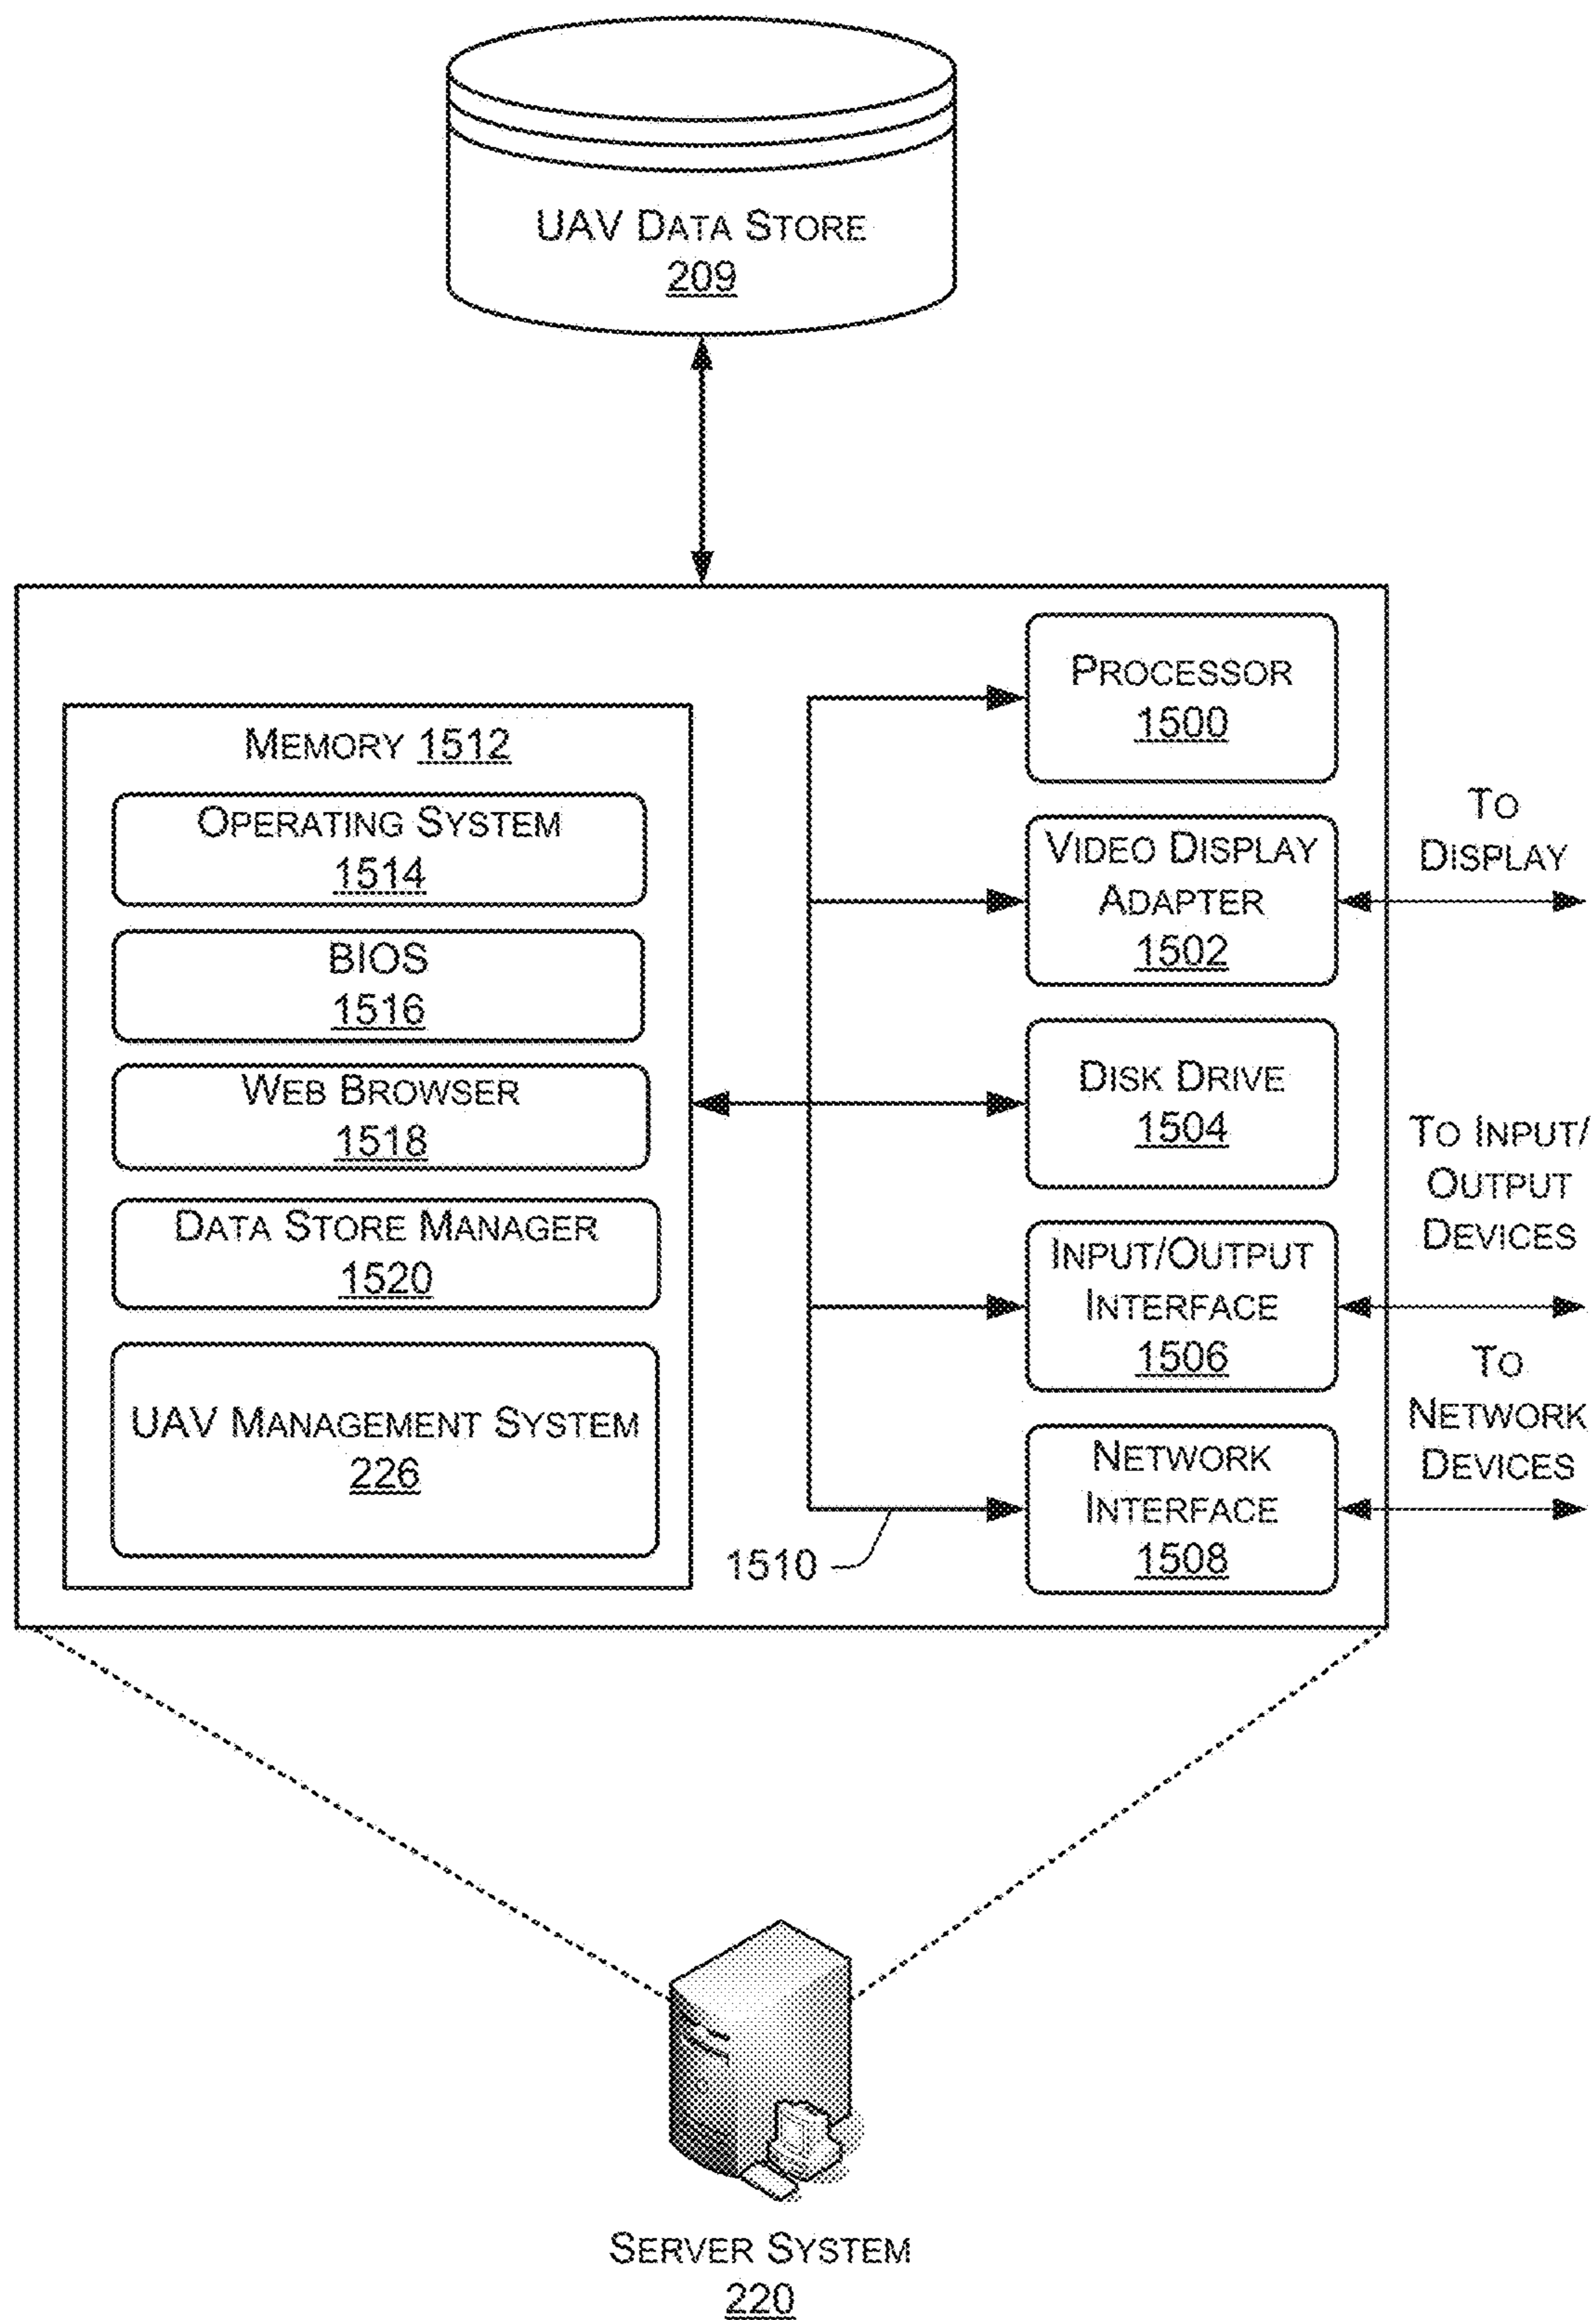 UAV DATA STORE
209
MEMORY 1512
OPERATING SYSTEM
1514
BIOS
1516
WEB BROWSER
1518
DATA STORE MANAGER
1520
UAV MANAGEMENT SYSTEM
226
PROCESSOR
1500
VIDEO DISPLAY
ADAPTER
1502
DISK DRIVE
1504
INPUT/OUTPUT
INTERFACE
1506
NETWORK
INTERFACE
1508
1510
TO
DISPLAY
TO INPUT/
OUTPUT
DEVICES
TO
NETWORK
DEVICES
SERVER SYSTEM
220